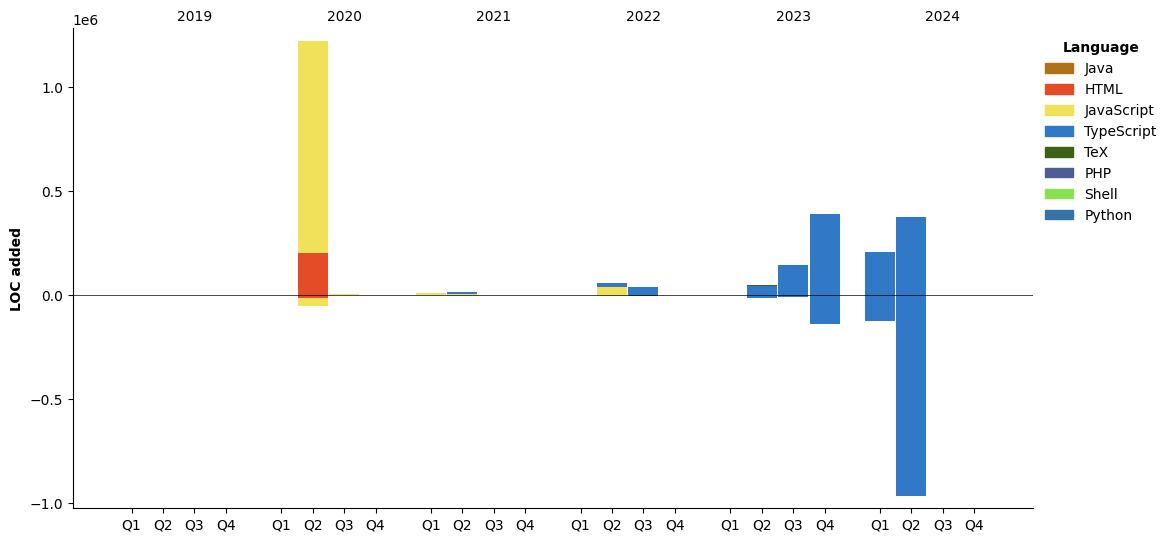 2019 2020 2021 2022 2023 2024
1e6
Language
Java
HTML
JavaScript
TypeScript
TeX
PHP
Shell
Python
LOC added
1.0
0.5
0.0
−0.5
−1.0
Q1 Q2 Q3 Q4 Q1 Q2 Q3 Q4 Q1 Q2 Q3 Q4 Q1 Q2 Q3 Q4 Q1 Q2 Q3 Q4 Q1 Q2 Q3 Q4